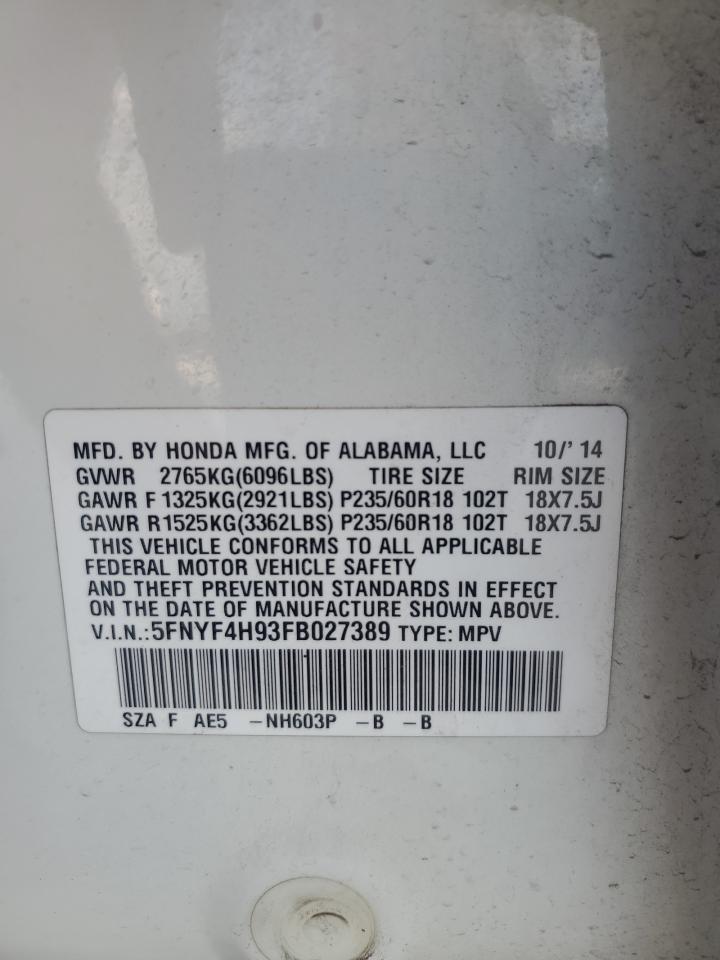 MFD. BY HONDA MFG. OF ALABAMA, LLC 10/' 14
GVWR 2765KG(6096LBS) TIRE SIZE RIM SIZE
GAWR F 1325KG(2921LBS) P235/60R18 102T 18X7.5J
GAWR R1525KG(3362LBS) P235/60R18 102T 18X7.5J
THIS VEHICLE CONFORMS TO ALL APPLICABLE
FEDERAL MOTOR VEHICLE SAFETY
AND THEFT PREVENTION STANDARDS IN EFFECT
ON THE DATE OF MANUFACTURE SHOWN ABOVE.
V.I.N.:5FNYF4H93FB027389 TYPE: MPV
SZA F AE5 -NH603P -B -B